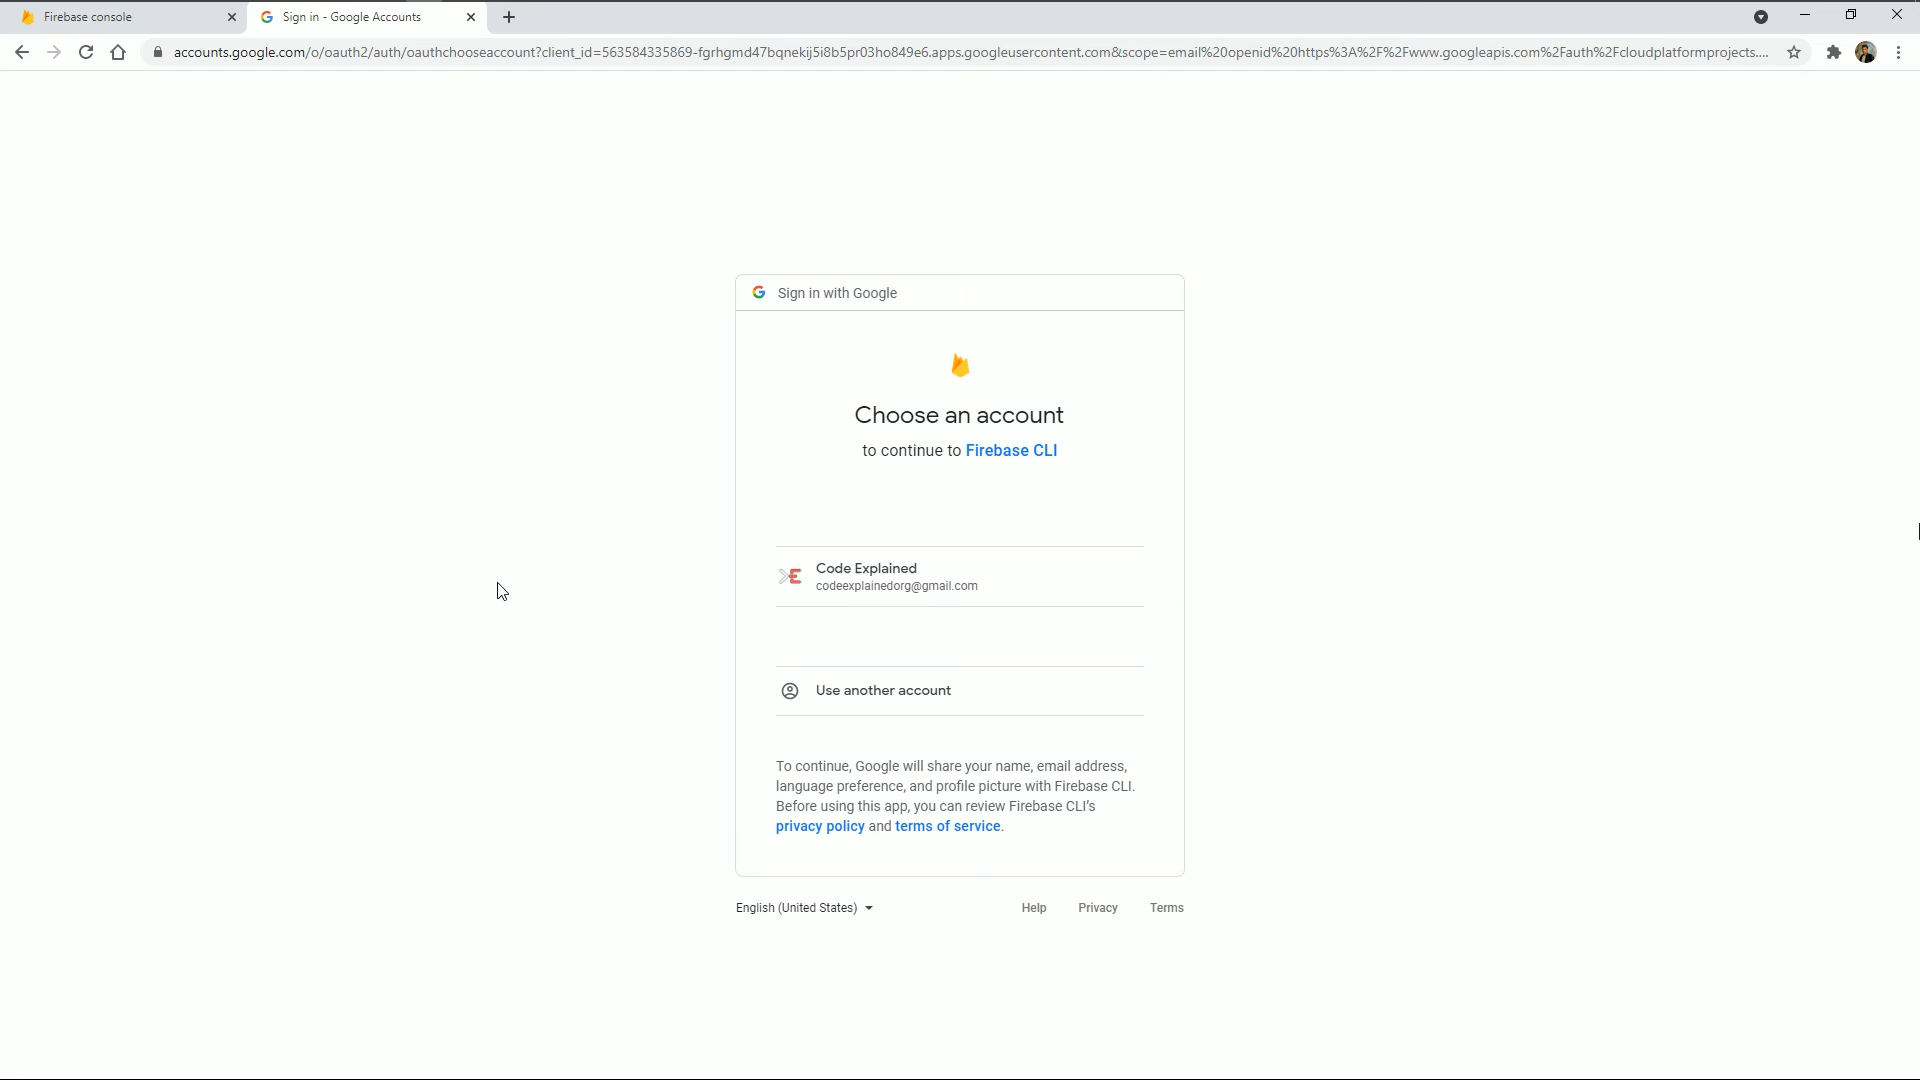 Firebase console
Sign in - Google Accounts
accounts.google.com/o/oauth2/auth/oauthchooseaccount?client_id=563584335869-fgrhgmd47bqnekij5i8b5pr03ho849e6.apps.googleusercontent.com&scope=email%20openid%20https%3A%2F%2Fwww.googleapis.com%2Fauth%2Fcloudplatformprojects....
Sign in with Google
Choose an account
to continue to Firebase CLI
Code Explained
codeexplainedorg@gmail.com
Use another account
To continue, Google will share your name, email address,
language preference, and profile picture with Firebase CLI.
Before using this app, you can review Firebase CLI’s
privacy policy and terms of service.
English (United States)
Help
Privacy
Terms